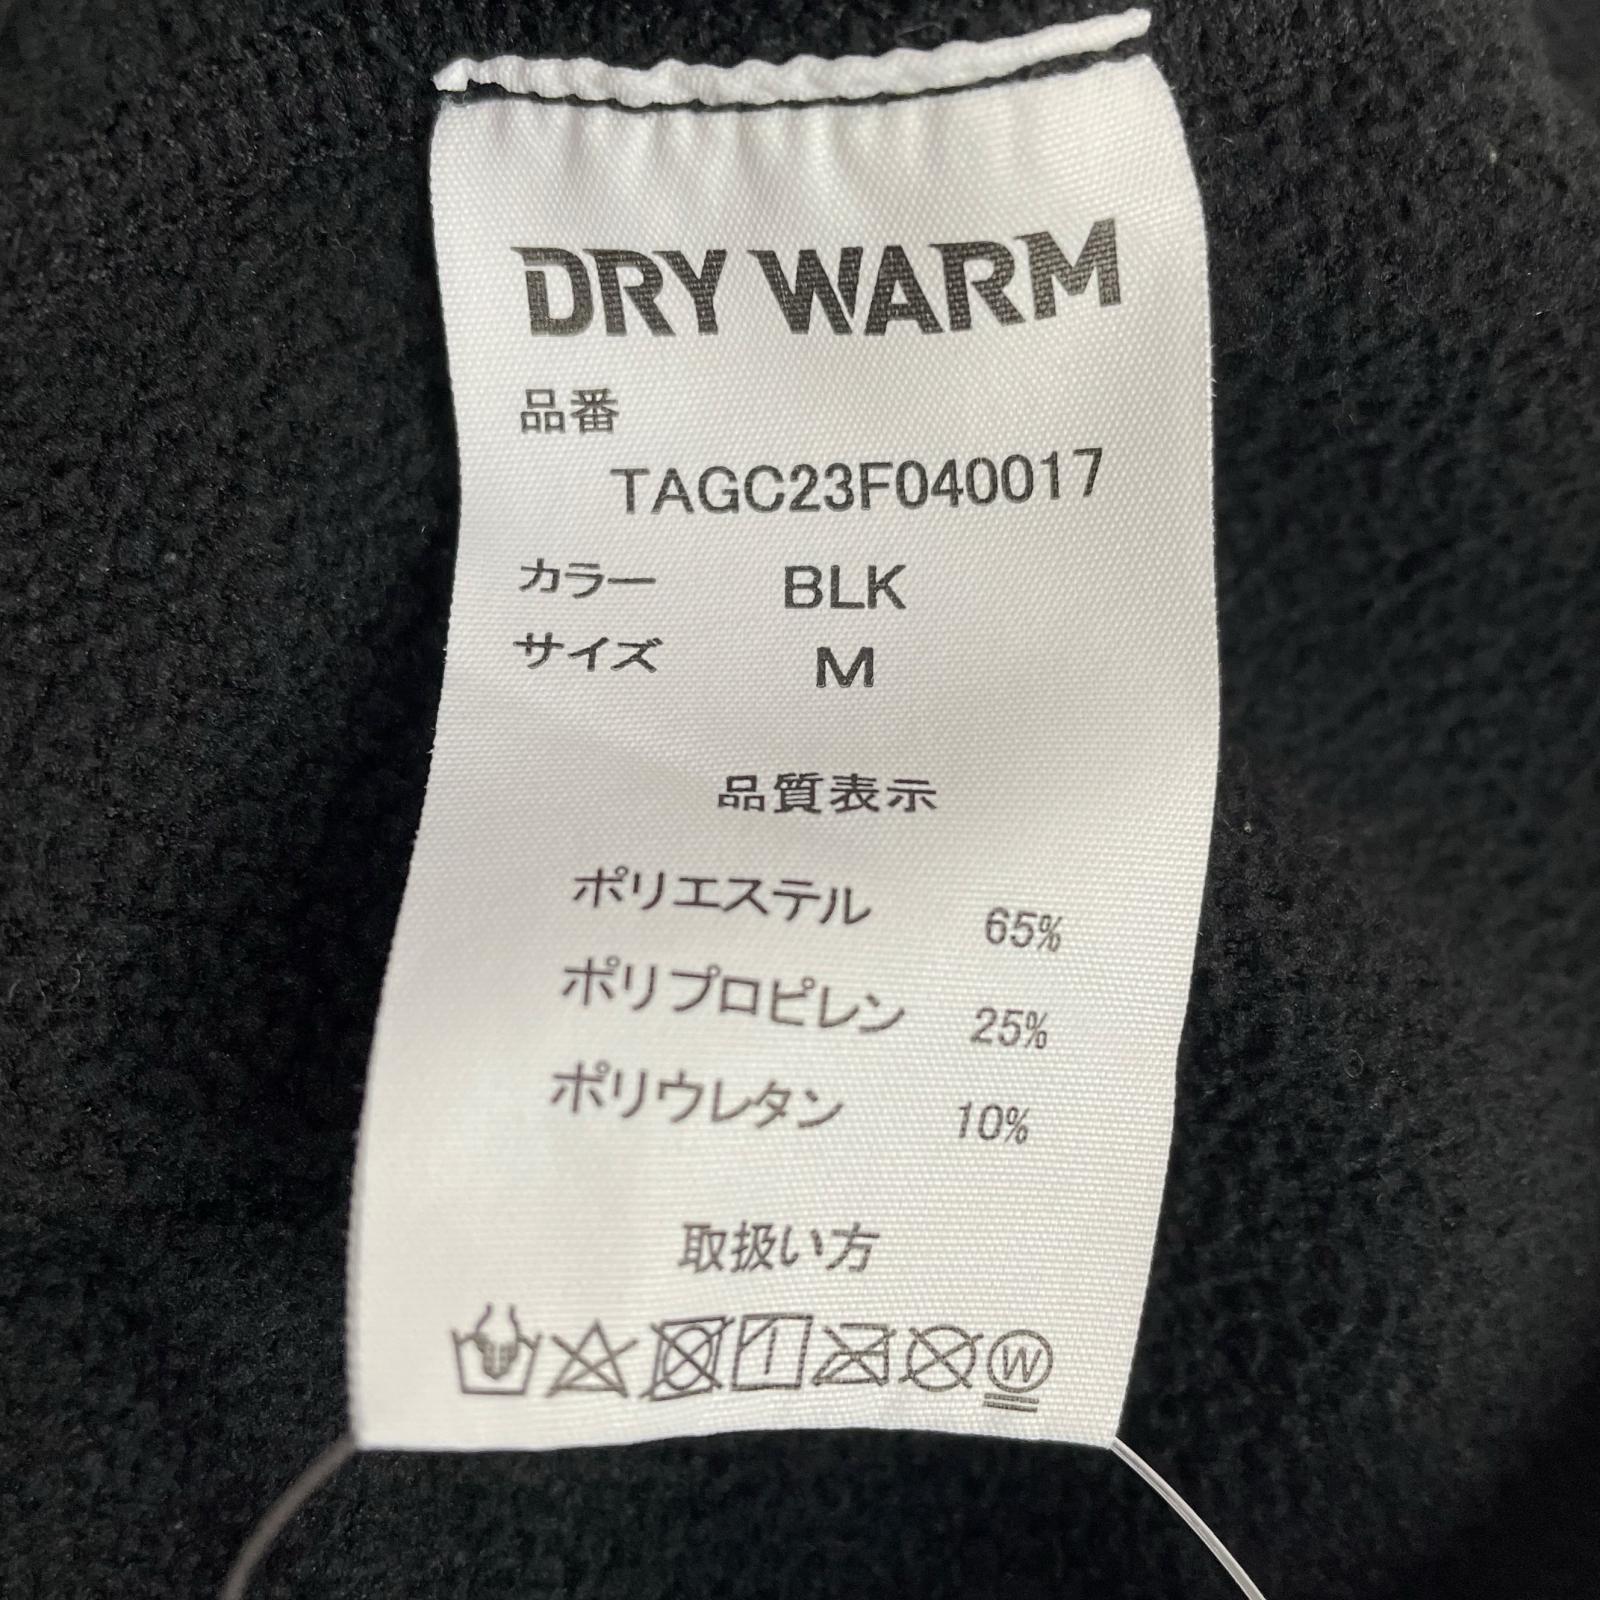 DRY WARM
品番
TAGC23F040017
カラー BLK
サイズ M
品質表示
ポリエステル 65%
ポリプロピレン 25%
ポリウレタン 10%
取扱い方
W